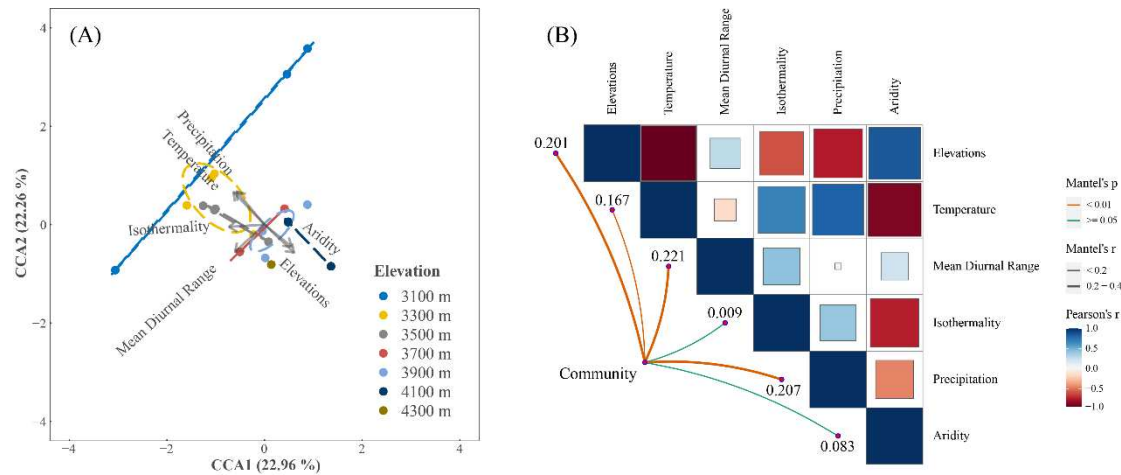 (A)
4
2
0
−2
−4
CCA2 (22.26 %)
−4
−2
0
2
4
CCA1 (22.96 %)
Precipitation
Temperature
Isothermality
Mean Diurnal Range
Aridity
Elevations
Elevation
3100 m
3300 m
3500 m
3700 m
3900 m
4100 m
4300 m
(B)
Elevations
Temperature
Mean Diurnal Range
Isothermality
Precipitation
Aridity
Elevations
Temperature
Mean Diurnal Range
Isothermality
Precipitation
Aridity
0.201
0.167
0.221
0.009
0.207
0.083
Community
Mantel's p
< 0.01
>= 0.05
Mantel's r
< 0.2
0.2 − 0.4
Pearson's r
1.0
0.5
0.0
−0.5
−1.0